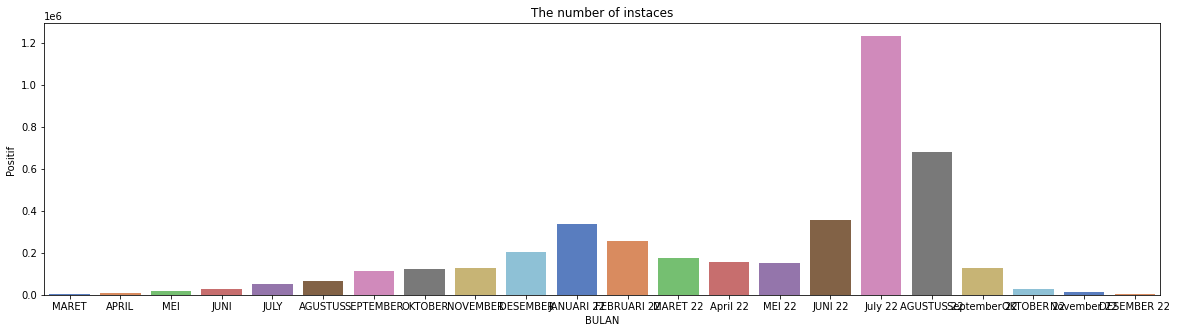 The number of instaces
1e6
1.2
1.0
0.8
0.6
0.4
0.2
0.0
Positif
MARET APRIL MEI JUNI JULY AGUSTUS SEPTEMBER OKTOBER NOVEMBER DESEMBER JANUARI 22 FEBRUARI 22 MARET 22 April 22 MEI 22 JUNI 22 July 22 AGUSTUS 22 September 22 OKTOBER 22 November 22 DESEMBER 22
BULAN